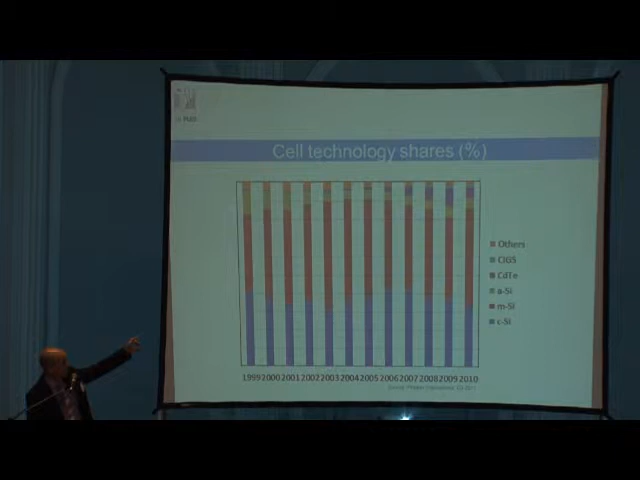 Cell technology shares (%)
Others
CIGS
CdTe
a-Si
m-Si
c-Si
1999 2000 2001 2002 2003 2004 2005 2006 2007 2008 2009 2010